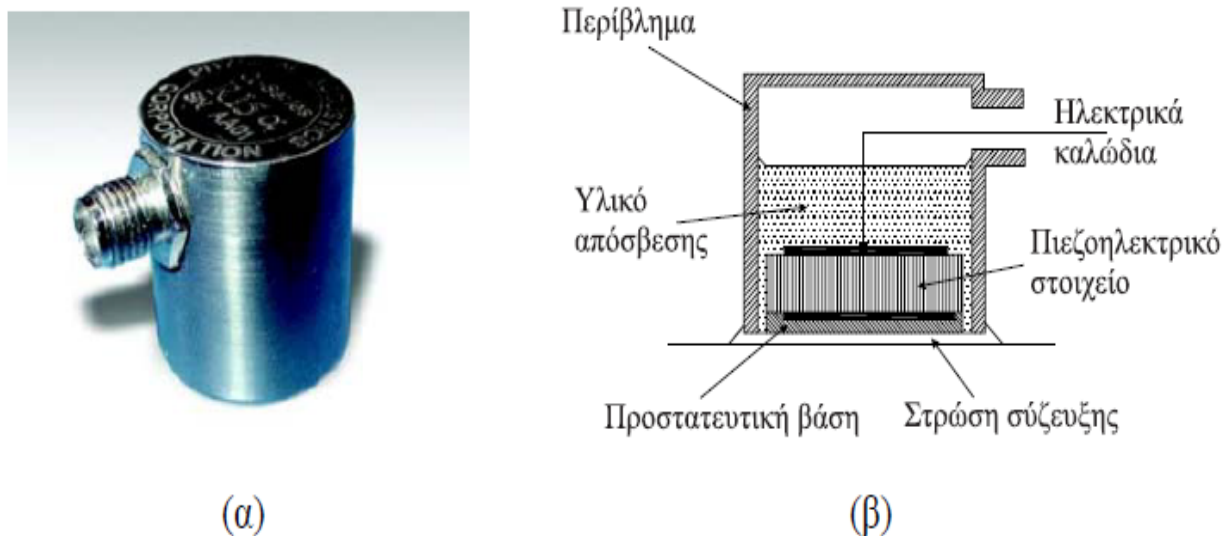 CORPORATION
Περίβλημα
Ηλεκτρικά
καλώδια
Υλικό
απόσβεσης
Πιεζοηλεκτρικό
στοιχείο
Προστατευτική βάση
Στρώση σύζευξης
(α)
(β)